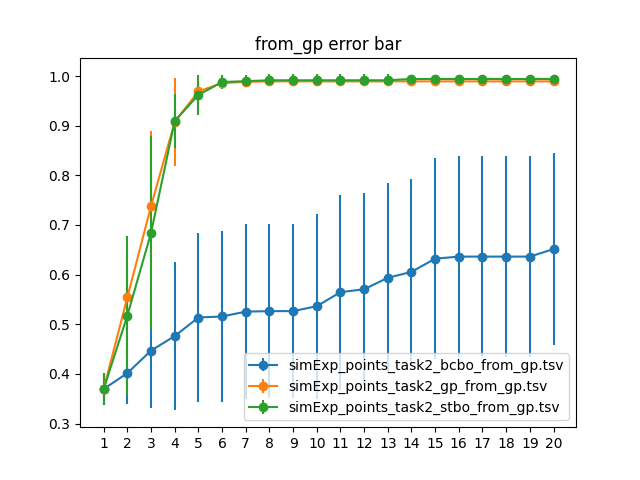 from_gp error bar
1.0
0.9
0.8
0.7
0.6
0.5
0.4
0.3
simExp_points_task2_bcbo_from_gp.tsv
simExp_points_task2_gp_from_gp.tsv
simExp_points_task2_stbo_from_gp.tsv
1 2 3 4 5 6 7 8 9 10 11 12 13 14 15 16 17 18 19 20